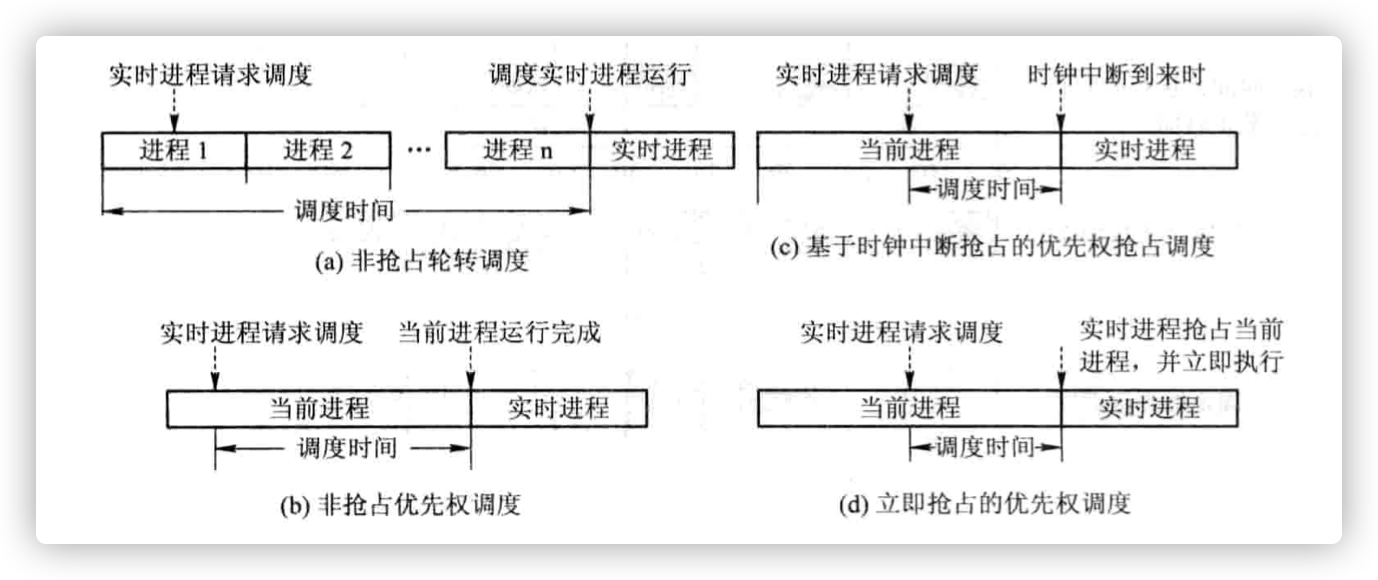 实时进程请求调度
调度实时进程运行
进程 1
进程 2
…
进程 n
实时进程
调度时间
(a) 非抢占轮转调度
实时进程请求调度
时钟中断到来时
当前进程
实时进程
调度时间
(c) 基于时钟中断抢占的优先权抢占调度
实时进程请求调度
当前进程运行完成
当前进程
实时进程
调度时间
(b) 非抢占优先权调度
实时进程请求调度
实时进程抢占当前
进程，并立即执行
当前进程
实时进程
调度时间
(d) 立即抢占的优先权调度